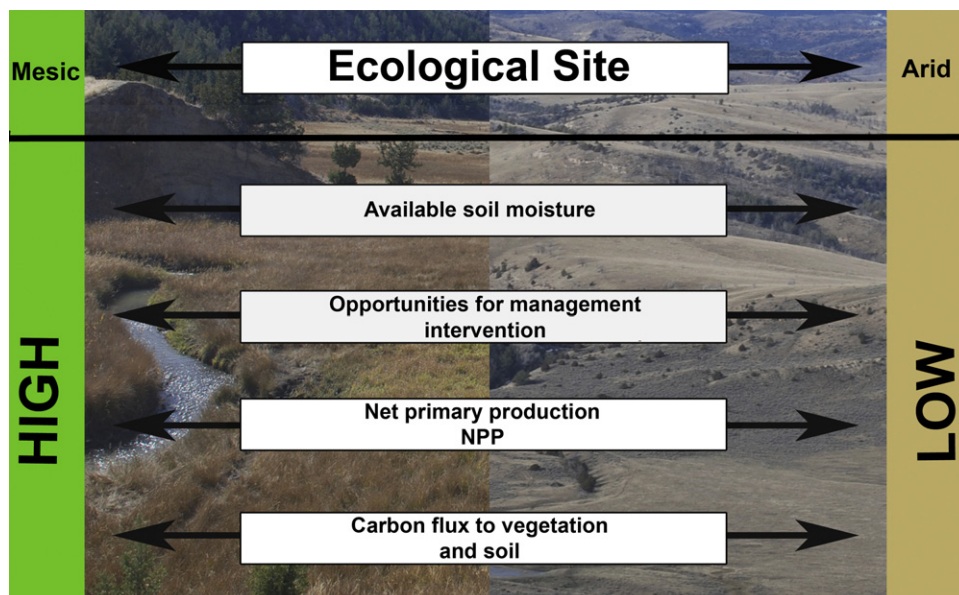 Mesic
Ecological Site
Arid
Available soil moisture
Opportunities for management
intervention
HIGH
LOW
Net primary production
NPP
Carbon flux to vegetation
and soil